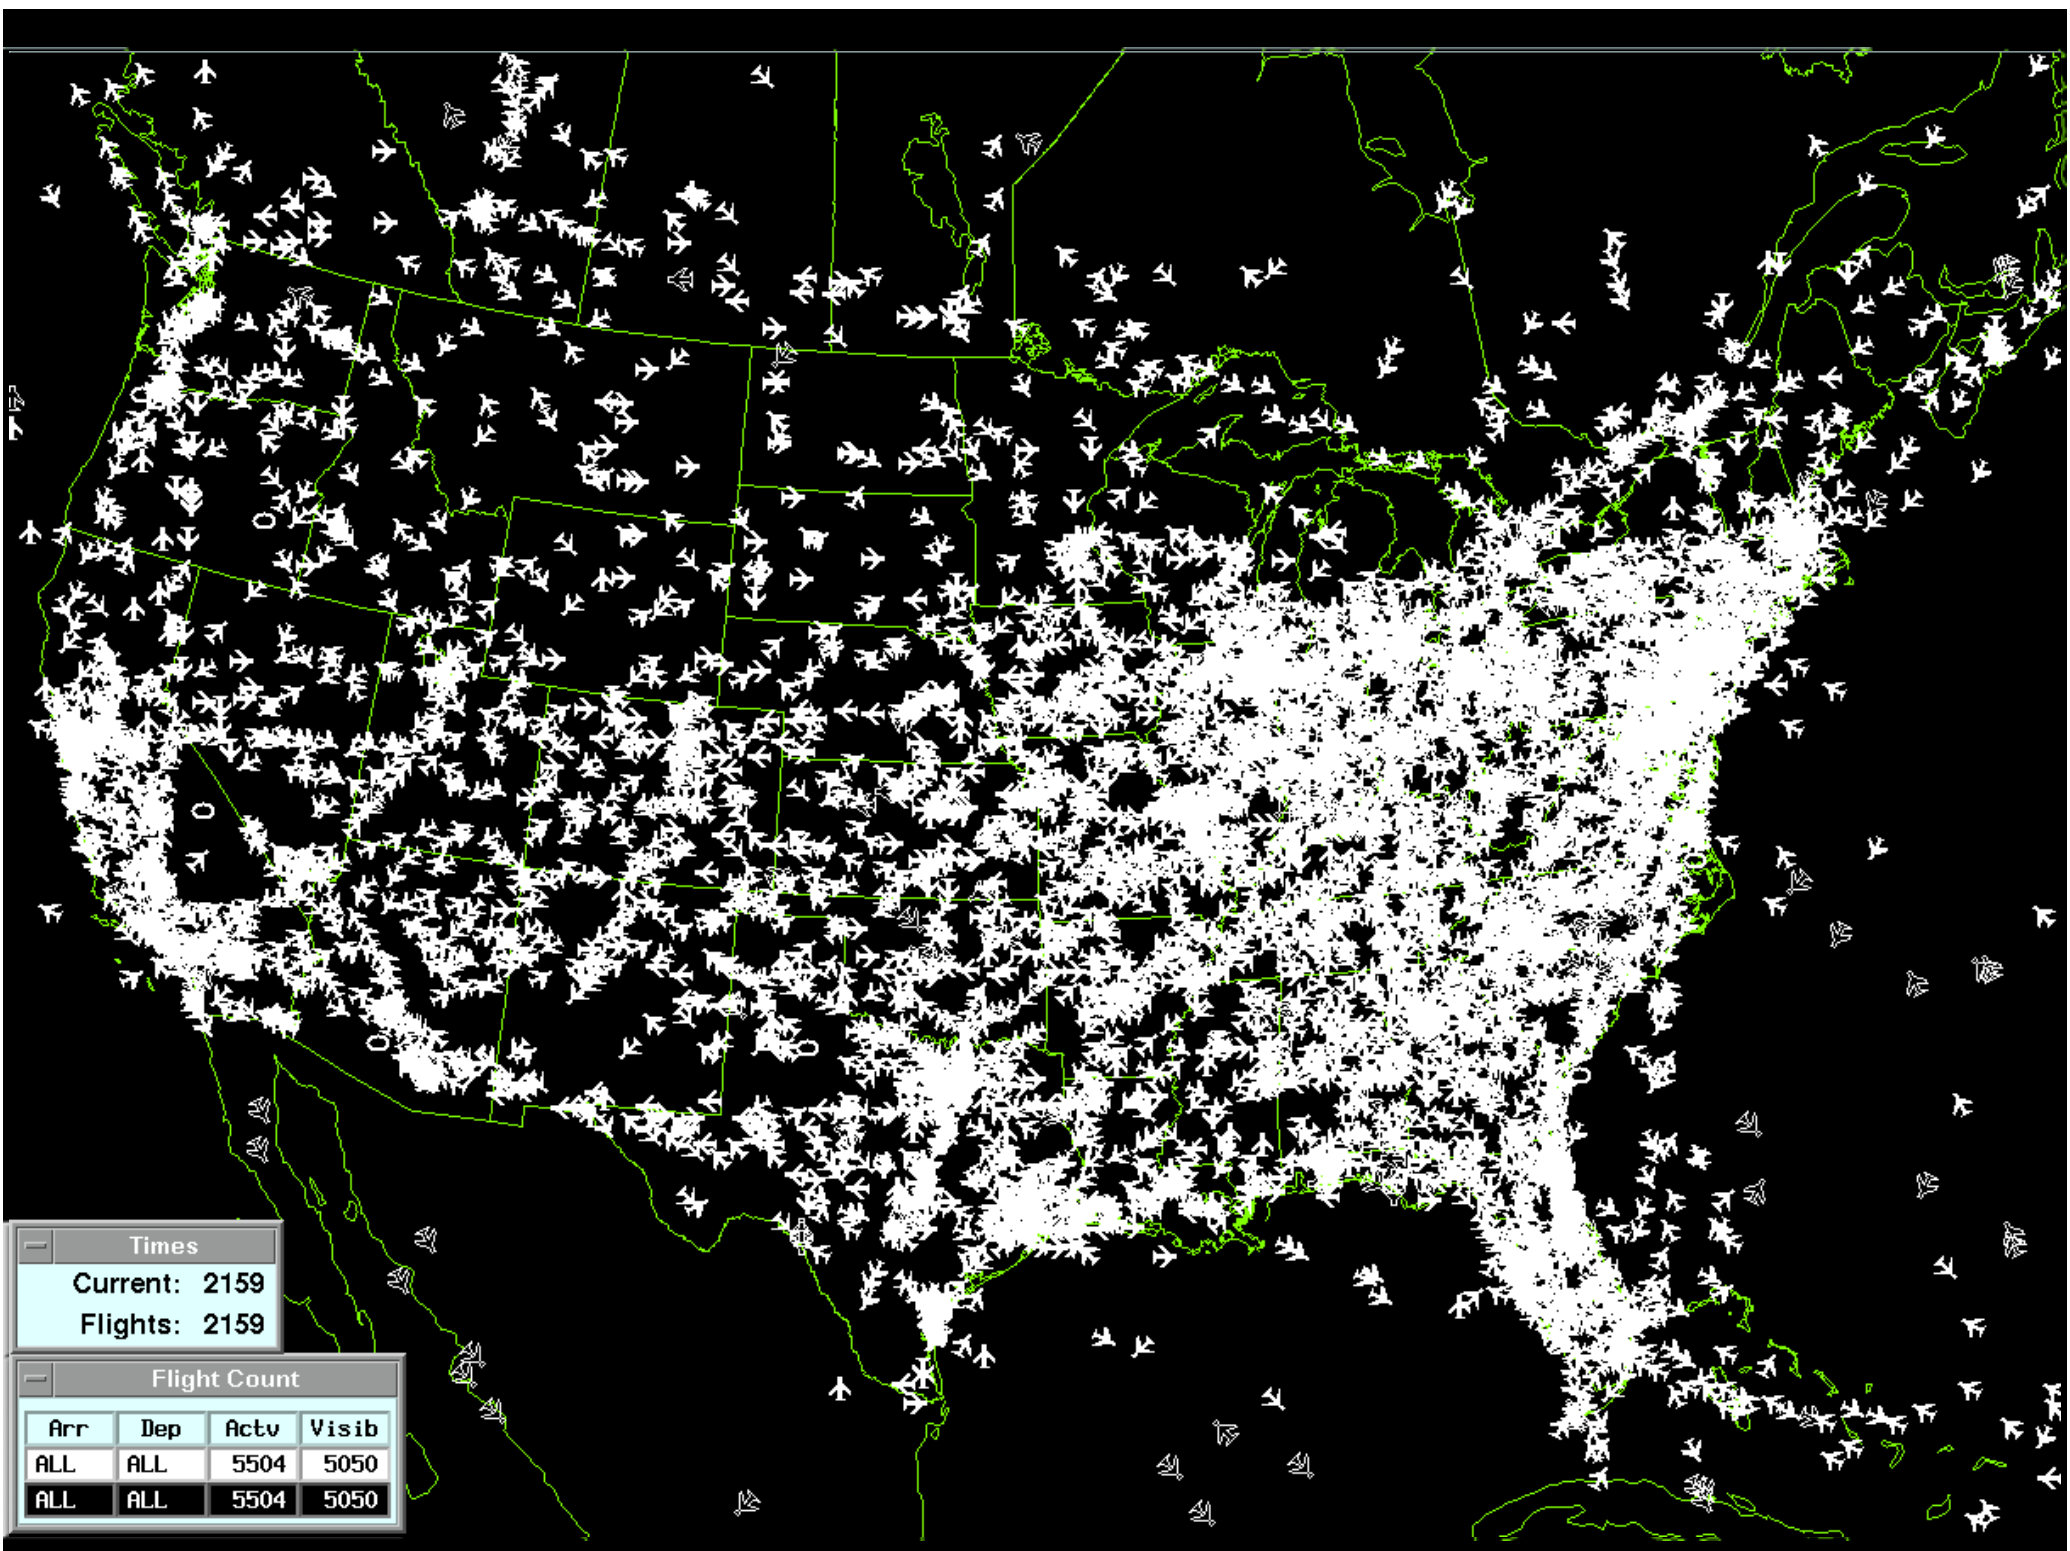 Times
Current: 2159
Flights: 2159
Flight Count
Arr Dep Actv Visib
ALL ALL 5504 5050
ALL ALL 5504 5050